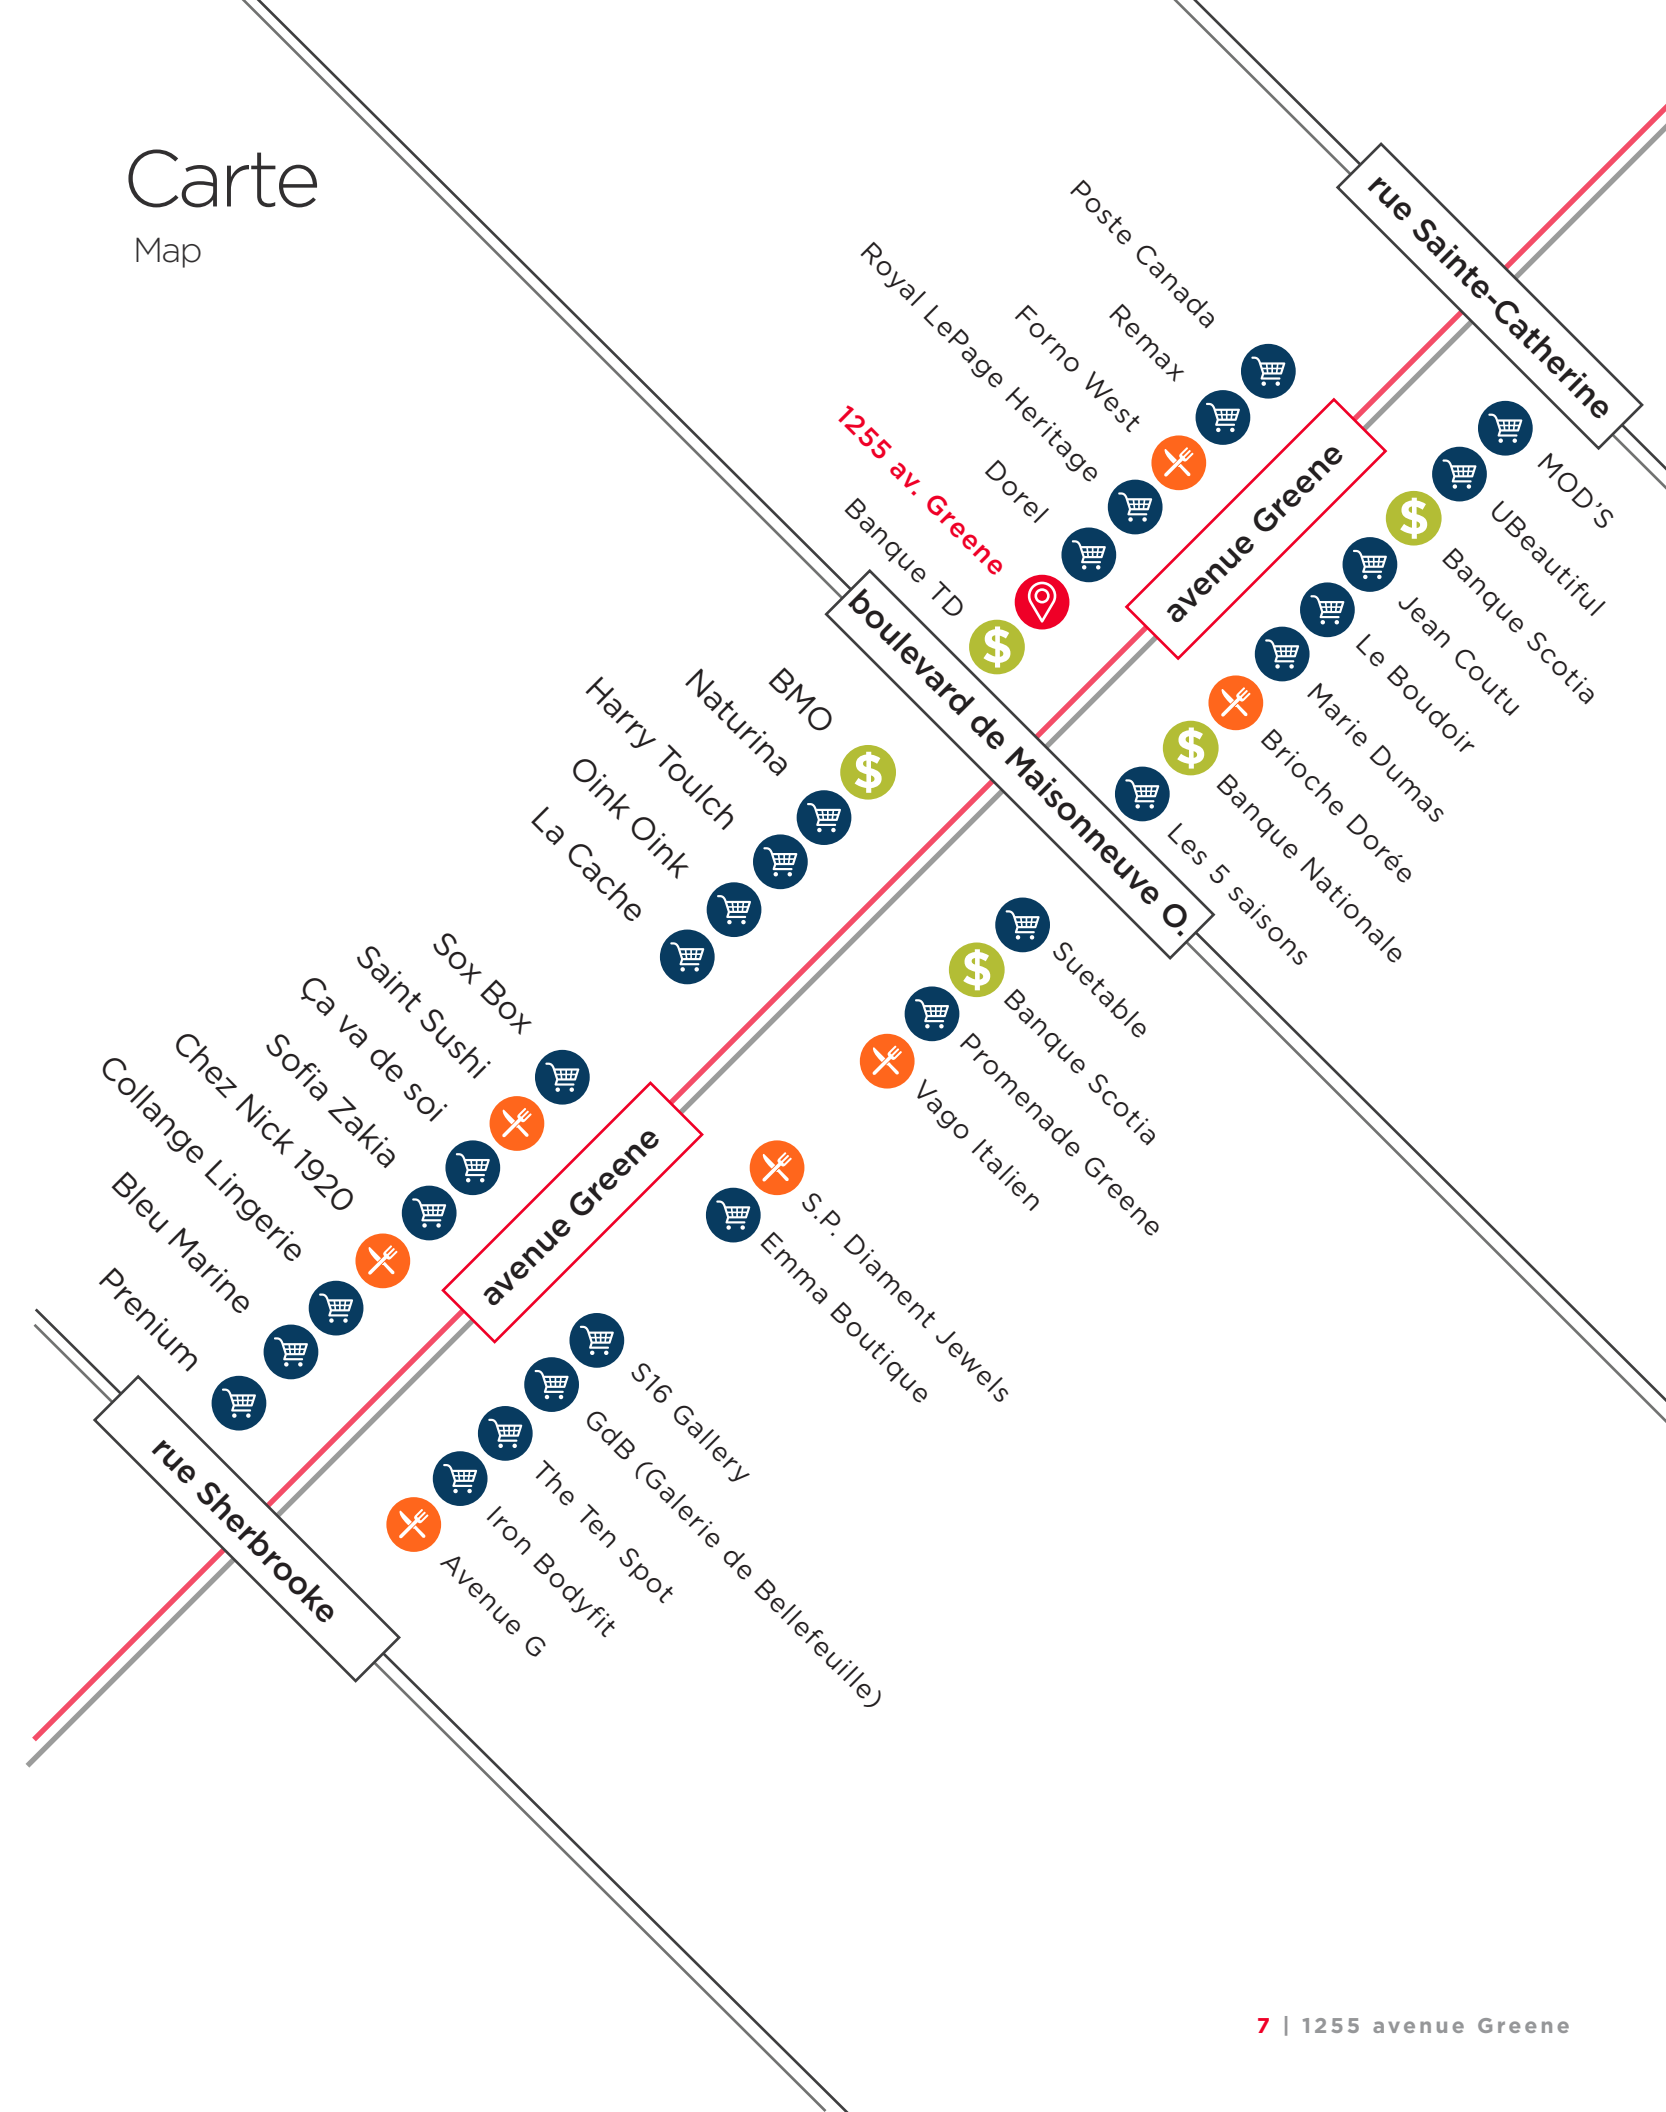 Carte
Map
rue Sainte-Catherine
Poste Canada
Remax
Forno West
Royal LePage Heritage
Dorel
1255 av. Greene
Banque TD
avenue Greene
MOD'S
UBeautiful
Banque Scotia
Jean Coutu
Le Boudoir
Marie Dumas
Brioche Dorée
Banque Nationale
Les 5 saisons
boulevard de Maisonneuve O.
BMO
Naturina
Harry Toulch
Oink Oink
La Cache
Suetable
Banque Scotia
Promenade Greene
Vago Italien
Sox Box
Saint Sushi
Ça va de soi
Sofia Zakia
Chez Nick 1920
Collange Lingerie
Bleu Marine
Prenium
avenue Greene
S.P. Diament Jewels
Emma Boutique
S16 Gallery
GdB (Galerie de Bellefeuille)
The Ten Spot
Iron Bodyfit
Avenue G
rue Sherbrooke
7 | 1255 avenue Greene